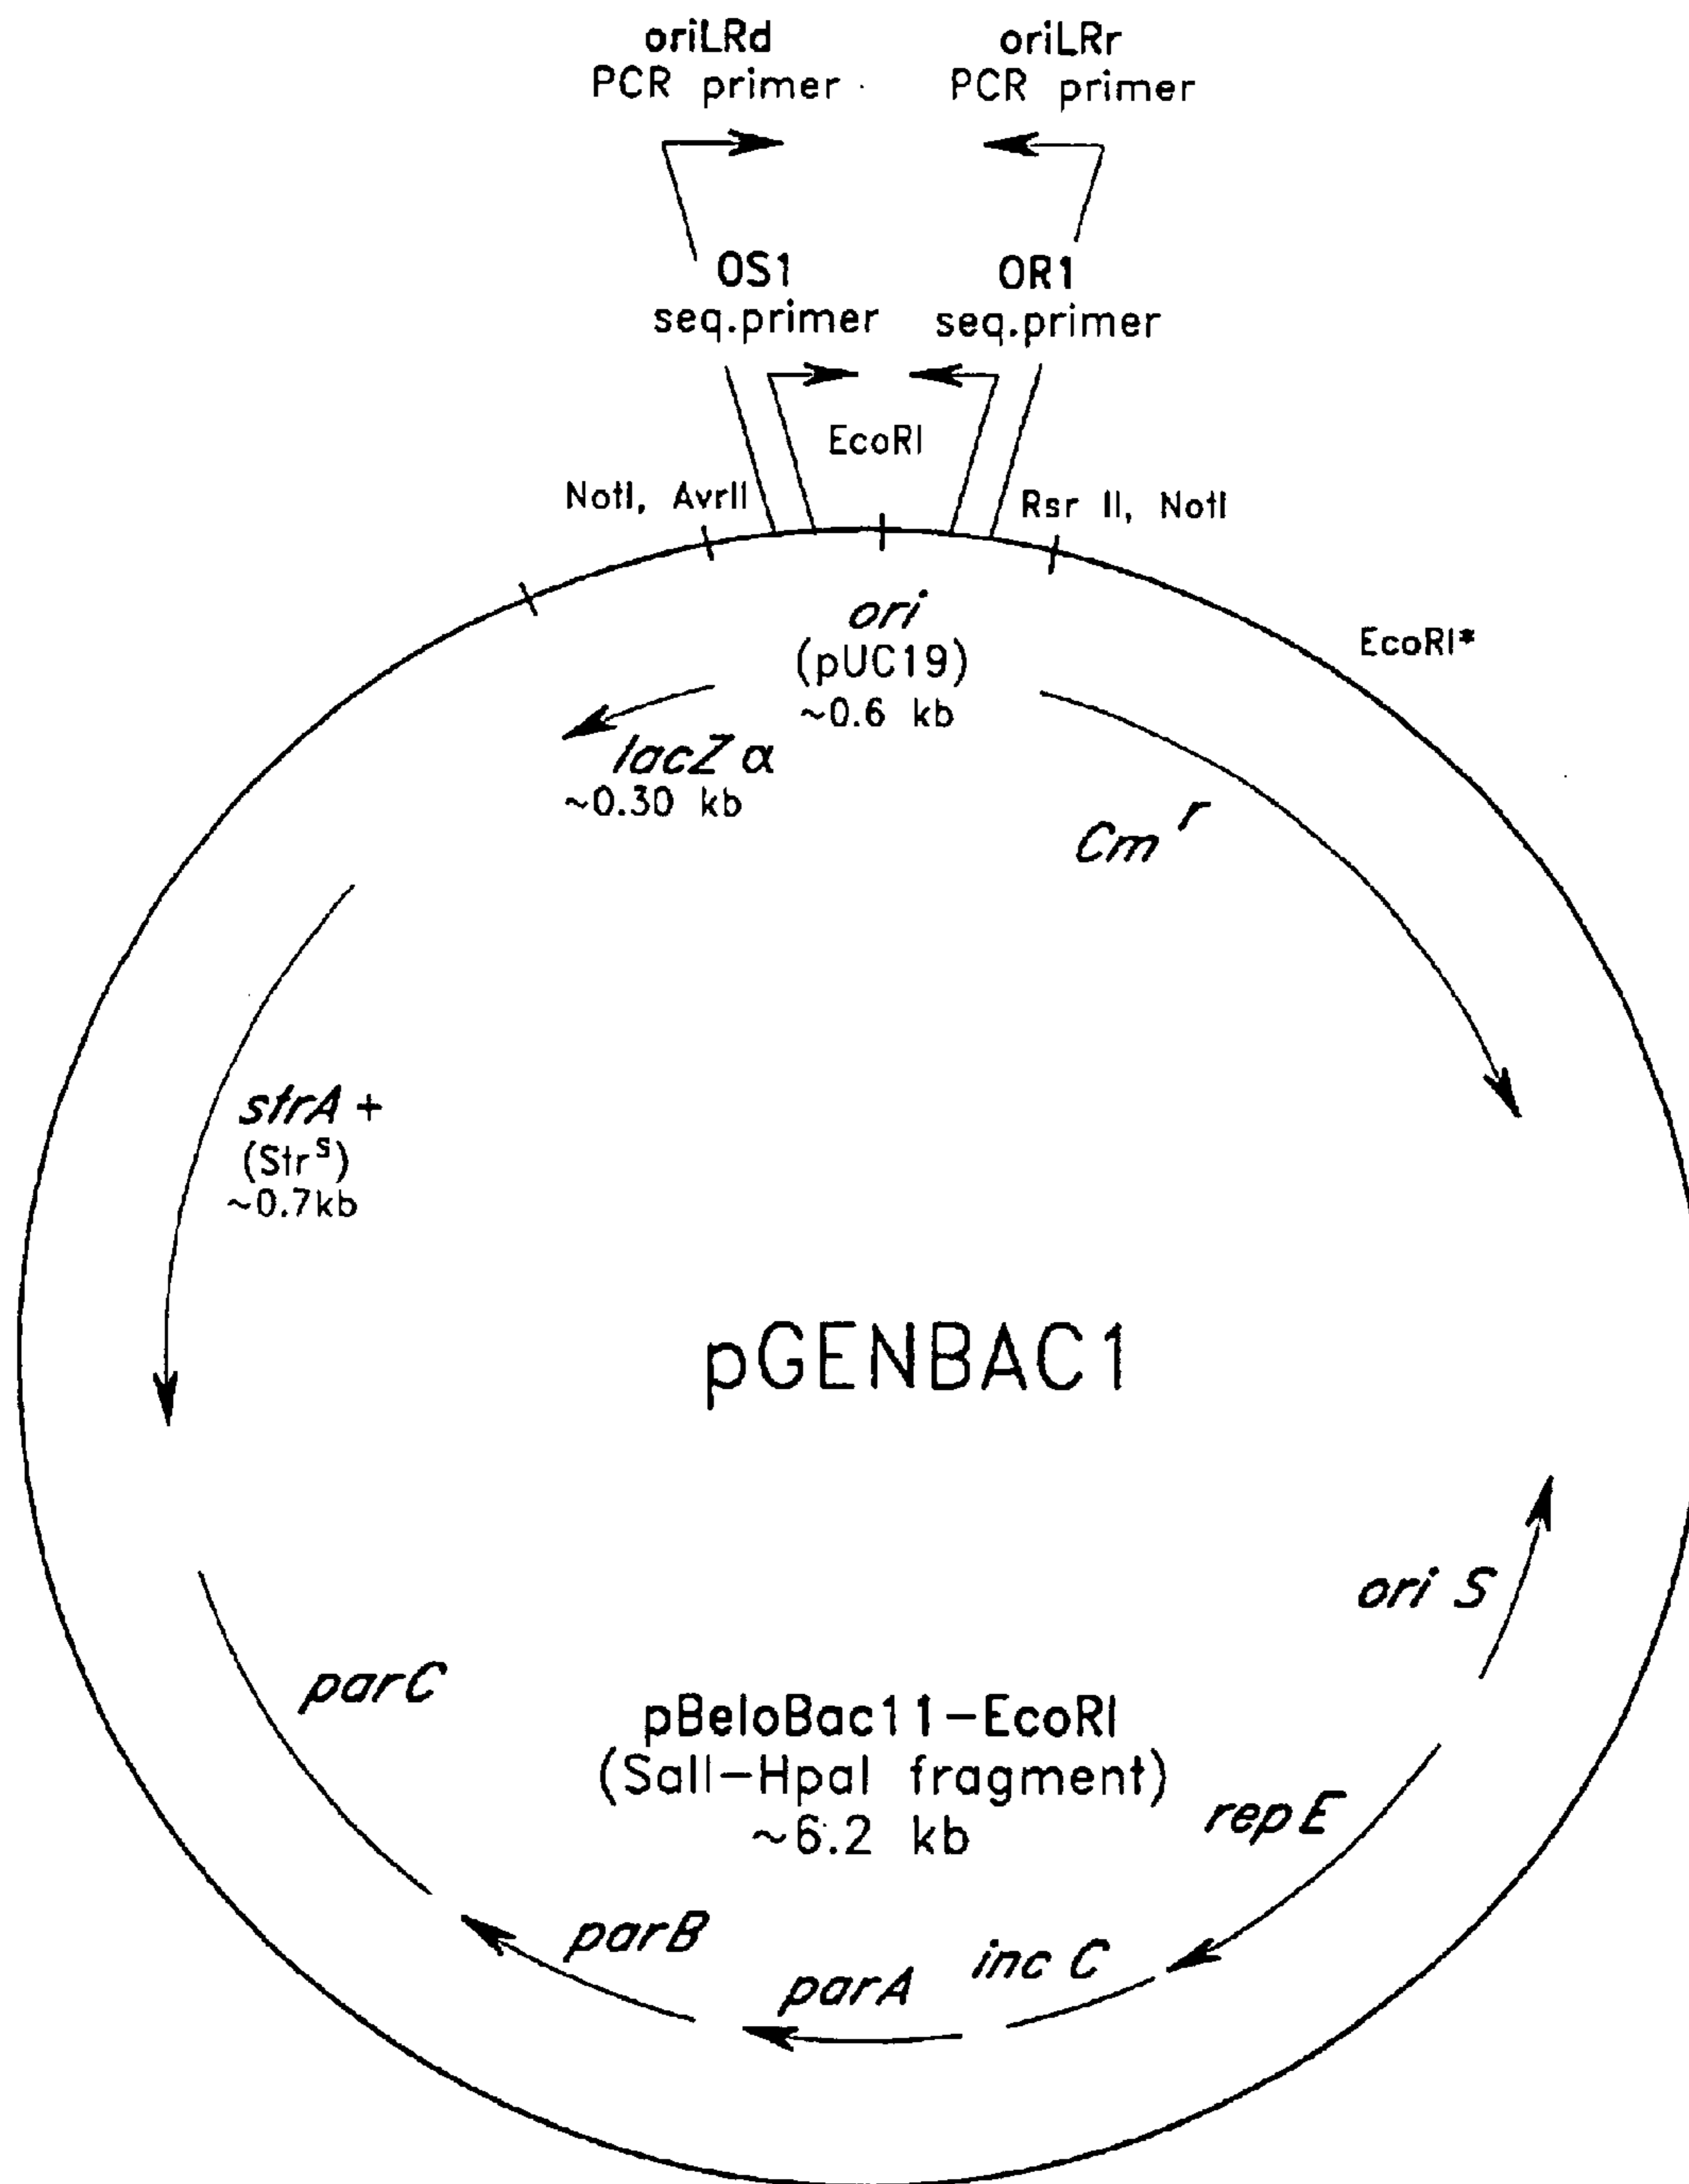 oriLRd
PCR primer
oriLRr
PCR primer
OS1
seq.primer
OR1
seq.primer
EcoRI
NotI, AvrII
Rsr II, NotI
EcoRI*
ori
(pUC19)
~0.6 kb
lacZ α
~0.30 kb
Cm r
strA +
(Str s)
~0.7kb
pGENBAC1
ori S
parC
pBeloBac11-EcoRI
(SalI-HpaI fragment)
~6.2 kb
rep E
parB
inc C
parA